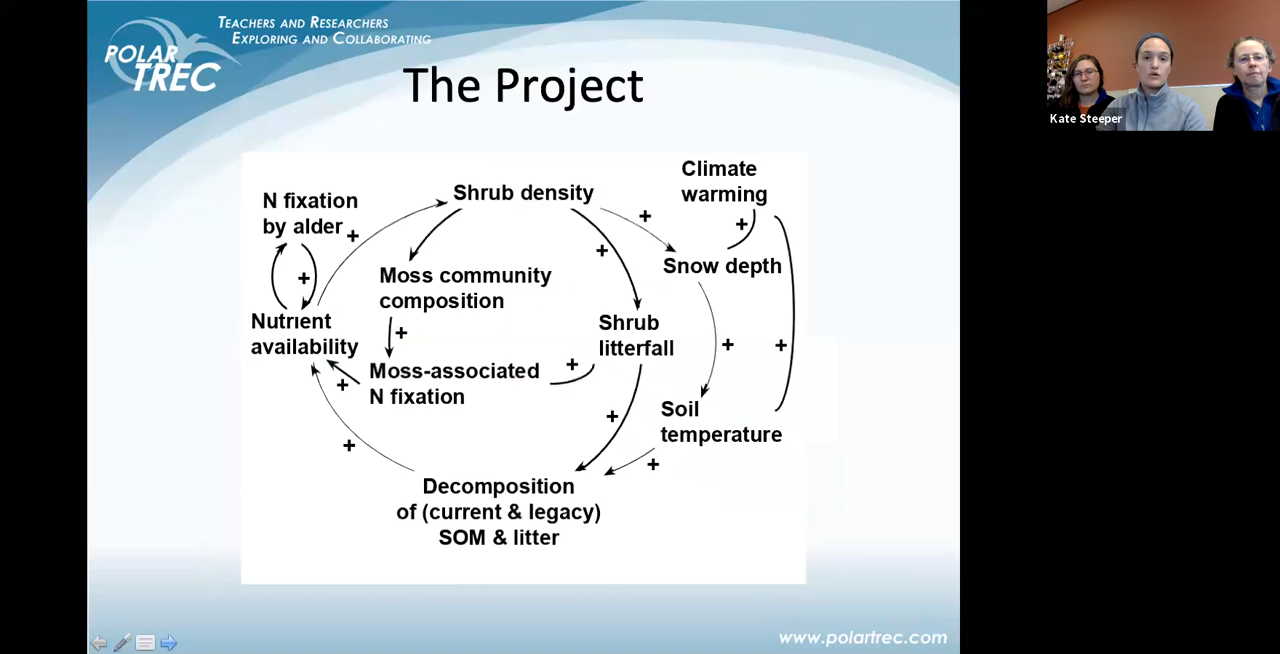 TEACHERS AND RESEARCHERS
EXPLORING AND COLLABORATING
POLAR
TREC
The Project
Kate Steeper
Climate
warming
N fixation
by alder
Shrub density
+
+
+
+
+
Snow depth
Moss community
composition
+
Nutrient
availability
Shrub
litterfall
+
+
+
Moss-associated
N fixation
+
+
Soil
temperature
+
+
+
Decomposition
of (current & legacy)
SOM & litter
www.polartrec.com